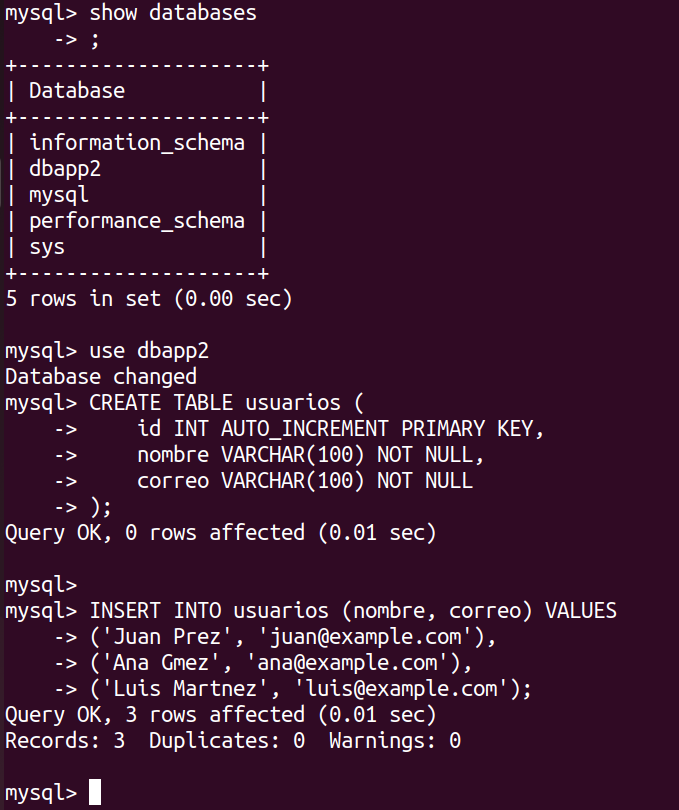 mysql> show databases
    -> ;
+--------------------+
| Database           |
+--------------------+
| information_schema |
| dbapp2             |
| mysql              |
| performance_schema |
| sys                |
+--------------------+
5 rows in set (0.00 sec)

mysql> use dbapp2
Database changed
mysql> CREATE TABLE usuarios (
    ->     id INT AUTO_INCREMENT PRIMARY KEY,
    ->     nombre VARCHAR(100) NOT NULL,
    ->     correo VARCHAR(100) NOT NULL
    -> );
Query OK, 0 rows affected (0.01 sec)

mysql>
mysql> INSERT INTO usuarios (nombre, correo) VALUES
    -> ('Juan Prez', 'juan@example.com'),
    -> ('Ana Gmez', 'ana@example.com'),
    -> ('Luis Martnez', 'luis@example.com');
Query OK, 3 rows affected (0.01 sec)
Records: 3  Duplicates: 0  Warnings: 0

mysql>